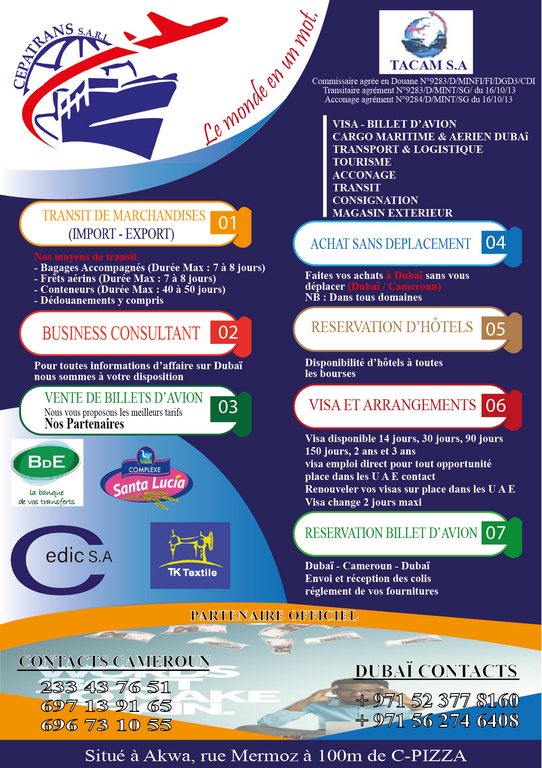 CEPATRANS S.A.R.L
Le monde en un mot.
TACAM S.A
Commissaire agrée en Douane N°9283/D/MINFI/FI/DGD3/CDI
Transitaire agrément N°9283/D/MINT/SG/ du 16/10/13
Acconage agrément N°9284/D/MINT/SG du 16/10/13
VISA - BILLET D'AVION
CARGO MARITIME & AERIEN DUBAï
TRANSPORT & LOGISTIQUE
TOURISME
ACCONAGE
TRANSIT
CONSIGNATION
MAGASIN EXTERIEUR
TRANSIT DE MARCHANDISES
(IMPORT - EXPORT)
01
Nos moyens de transit
- Bagages Accompagnés (Durée Max : 7 à 8 jours)
- Frêts aérins (Durée Max : 7 à 8 jours)
- Conteneurs (Durée Max : 40 à 50 jours)
- Dédouanements y compris
BUSINESS CONSULTANT 02
Pour toutes informations d'affaire sur Dubaï
nous sommes à votre disposition
VENTE DE BILLETS D'AVION
Nous vous proposons les meilleurs tarifs
Nos Partenaires
03
BDE
la banque
de vos transferts
COMPLEXE
Santa Lucía
Cedic S.A
TK Textile
ACHAT SANS DEPLACEMENT 04
Faites vos achats à Dubaï sans vous
déplacer (Dubaï / Cameroun)
NB : Dans tous domaines
RESERVATION D'HÔTELS 05
Disponibilité d'hôtels à toutes
les bourses
VISA ET ARRANGEMENTS 06
Visa disponible 14 jours, 30 jours, 90 jours
150 jours, 2 ans et 3 ans
visa emploi direct pour tout opportunité
place dans les U A E contact
Renouveler vos visas sur place dans les U A E
Visa change 2 jours maxi
RESERVATION BILLET D'AVION 07
Dubaï - Cameroun - Dubaï
Envoi et réception des colis
réglement de vos fournitures
PARTENAIRE OFFICIEL
CONTACTS CAMEROUN
233 43 76 51
697 13 91 65
696 73 10 55
DUBAÏ CONTACTS
+ 971 52 377 8160
+ 971 56 274 6408
Situé à Akwa, rue Mermoz à 100m de C-PIZZA